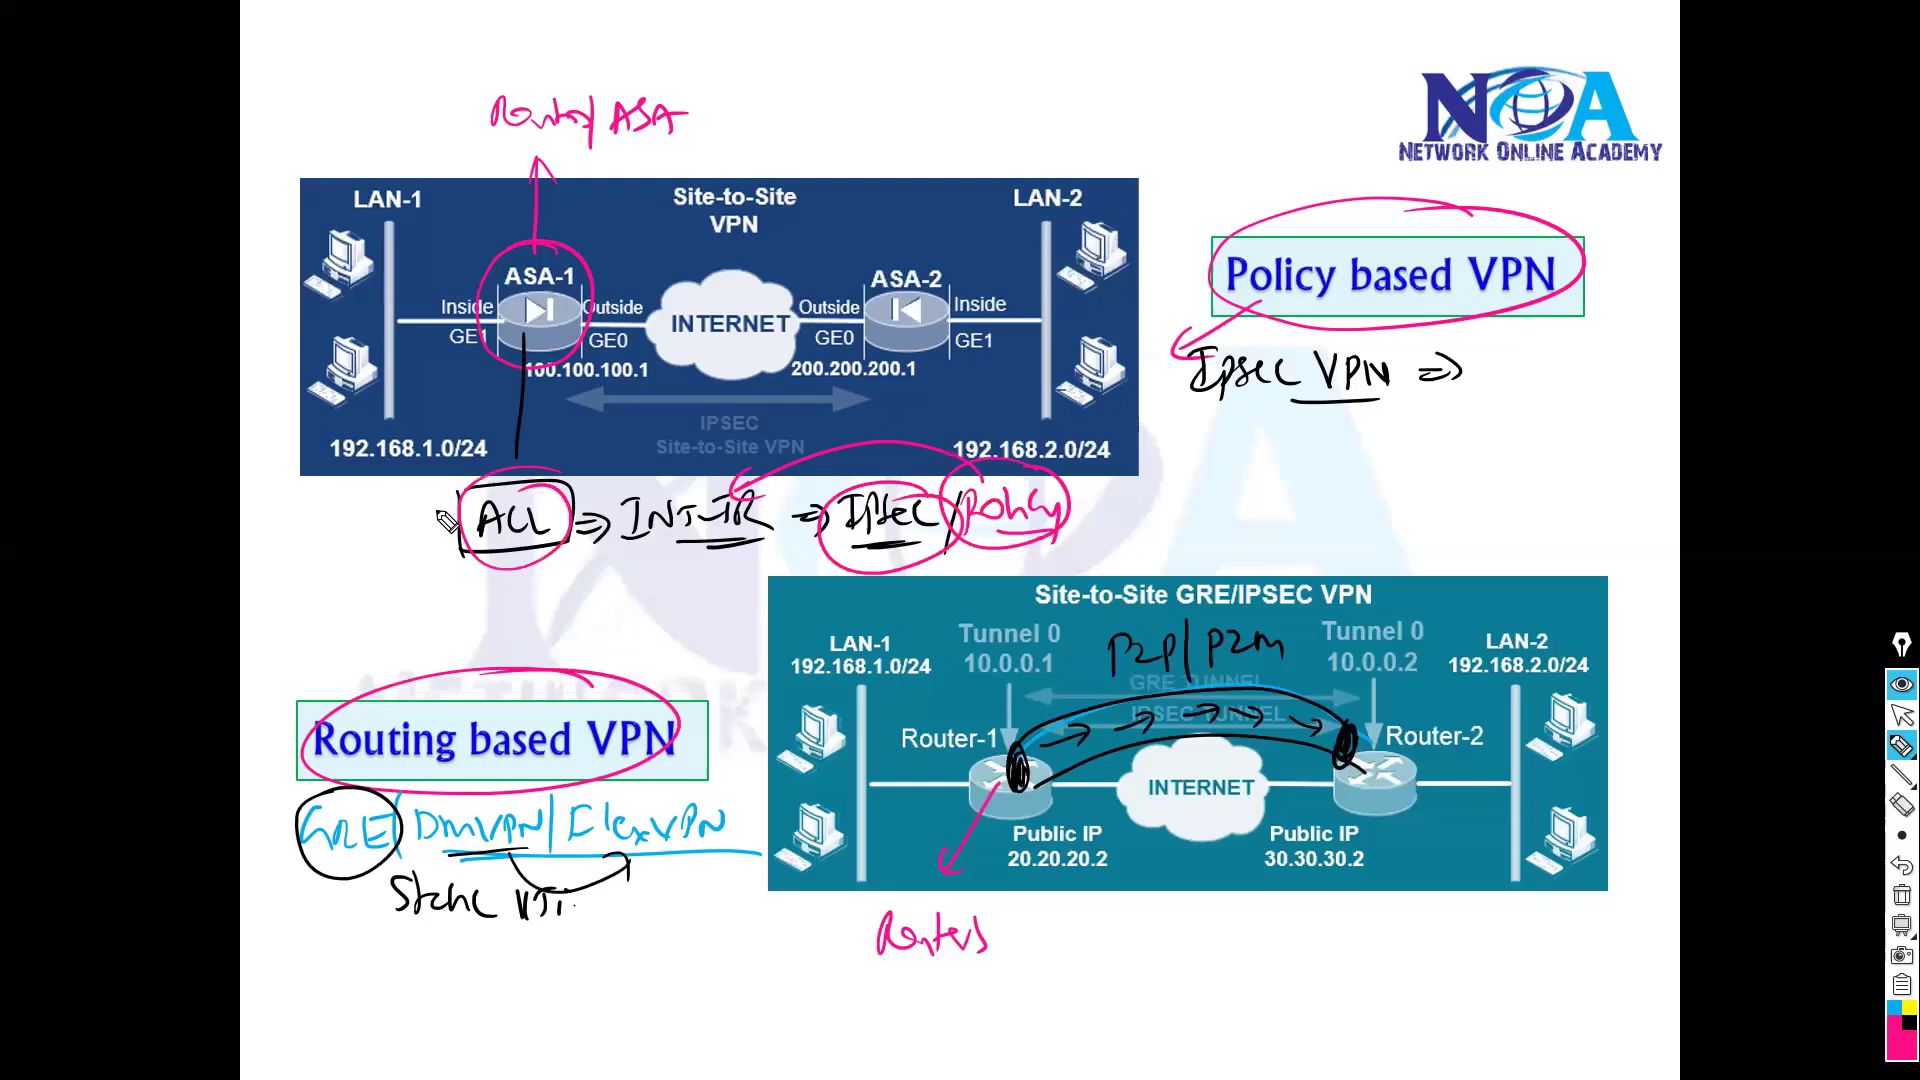 NOA
NETWORK ONLINE ACADEMY
ASA
LAN-1
Site-to-Site
VPN
LAN-2
ASA-1
ASA-2
Inside
Outside
INTERNET
Outside
Inside
GE1
GE0
GE0
GE1
100.100.100.1
200.200.200.1
IPSEC
Site-to-Site VPN
192.168.1.0/24
192.168.2.0/24
Policy based VPN
Ipsec VPN =>
ACL => => IPSEC / Policy
Site-to-Site GRE/IPSEC VPN
LAN-1
192.168.1.0/24
Tunnel 0
10.0.0.1
P2P | P2M
Tunnel 0
10.0.0.2
LAN-2
192.168.2.0/24
GRE TUNNEL
IPSEC TUNNEL
Router-1
Router-2
INTERNET
Public IP
20.20.20.2
Public IP
30.30.30.2
Routing based VPN
GRE | DMVPN | FlexVPN
Static VTI
Routers